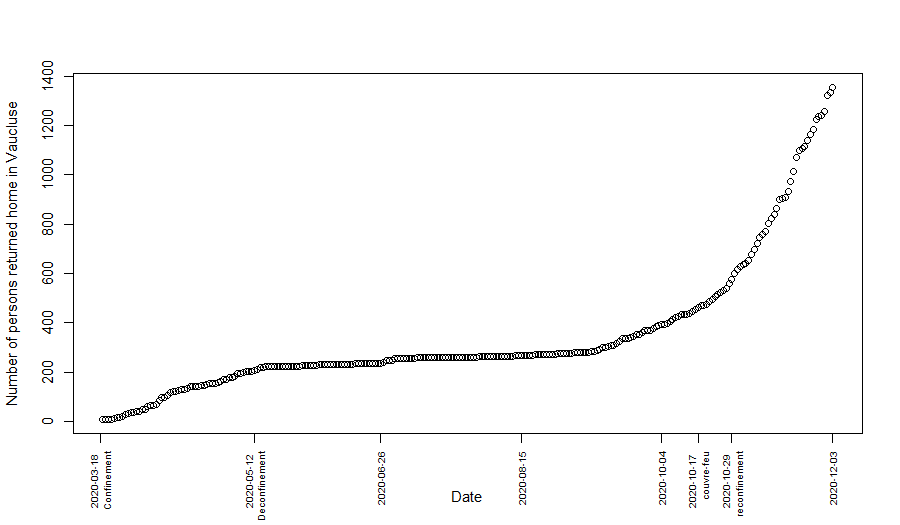 Number of persons returned home in Vaucluse
1400
1200
1000
800
600
400
200
0
2020-03-18
Confinement
2020-05-12
Deconfinement
2020-06-26
2020-08-15
2020-10-04
2020-10-17
couvre-feu
2020-10-29
reconfinement
2020-12-03
Date